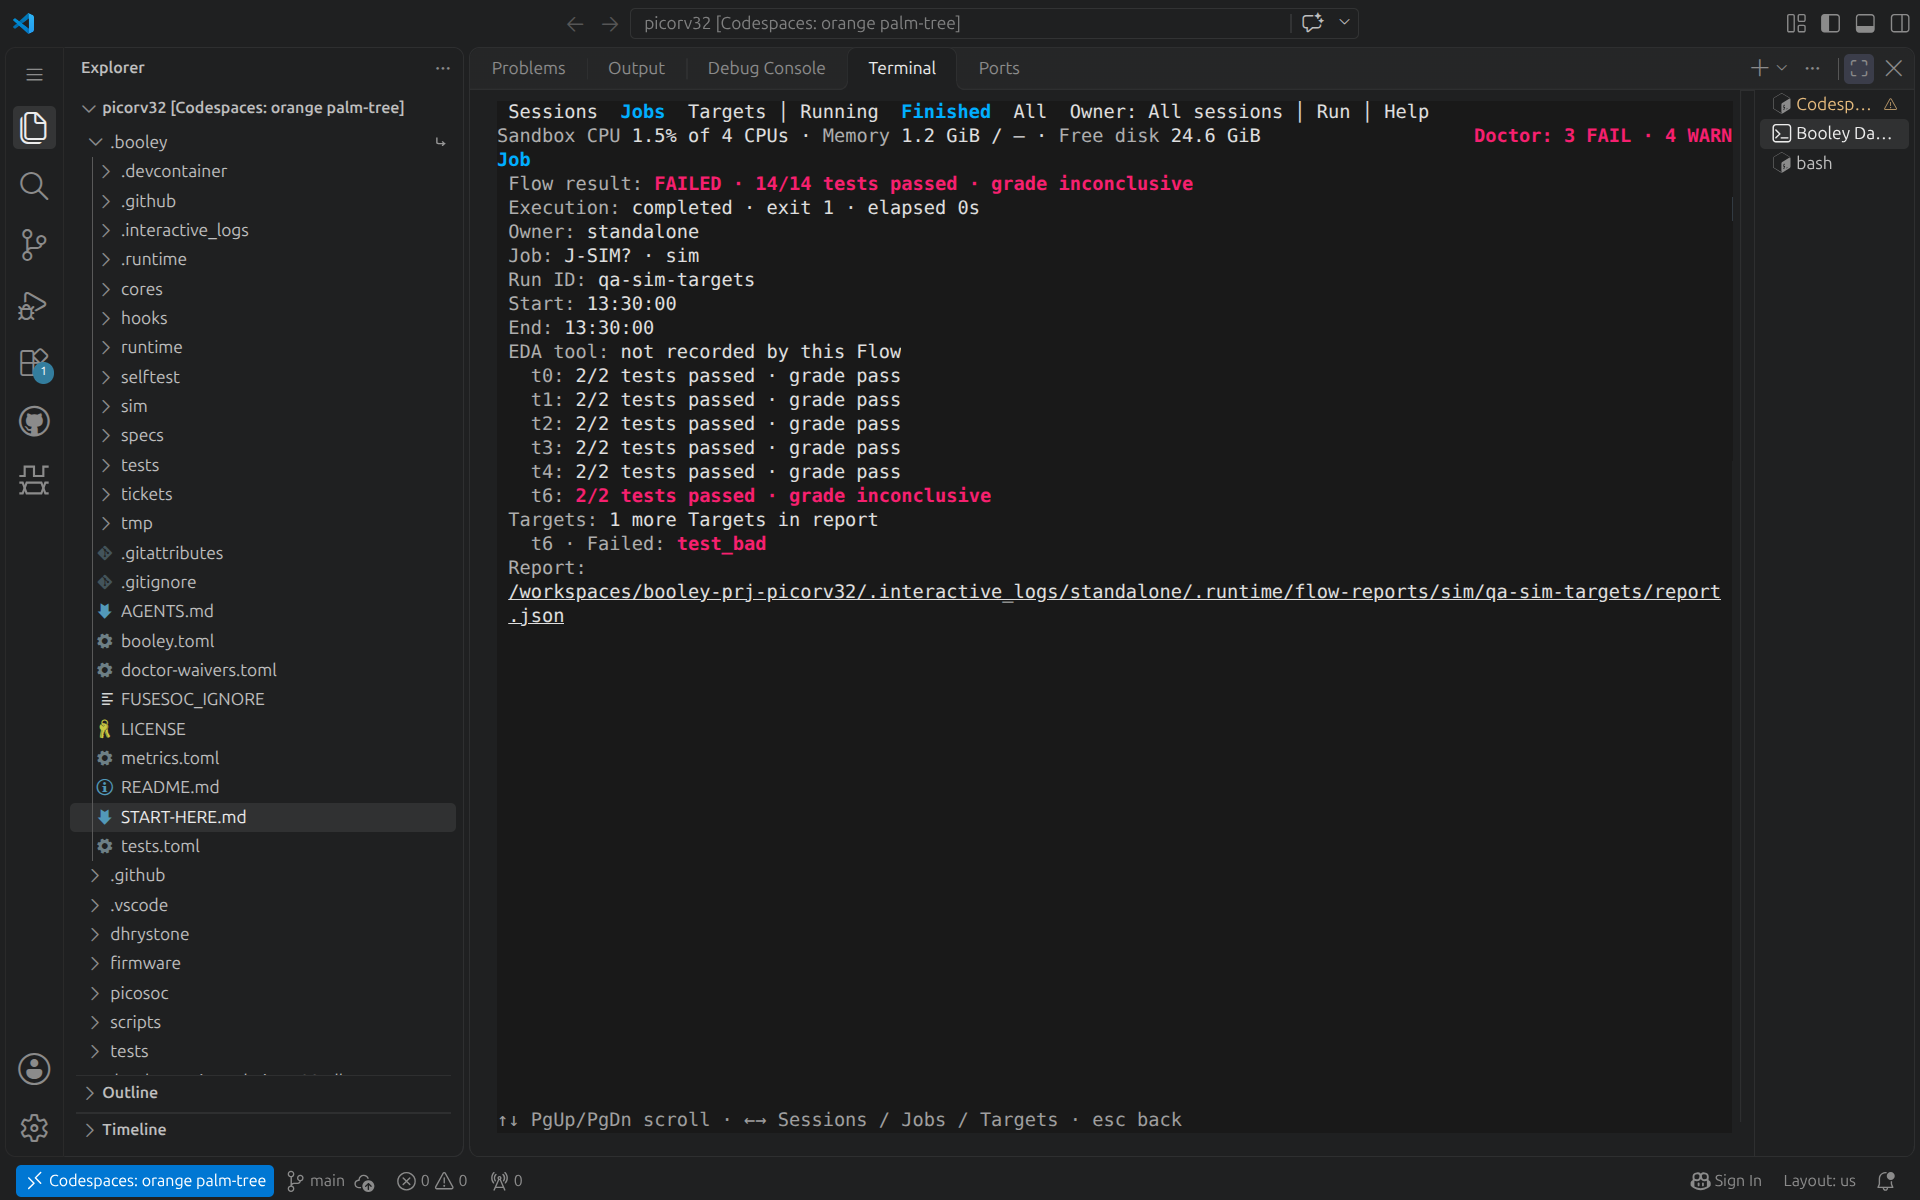 picorv32 [Codespaces: orange palm-tree]
Explorer
picorv32 [Codespaces: orange palm-tree]
.booley
.devcontainer
.github
.interactive_logs
.runtime
cores
hooks
runtime
selftest
sim
specs
tests
tickets
tmp
.gitattributes
.gitignore
AGENTS.md
booley.toml
doctor-waivers.toml
FUSESOC_IGNORE
LICENSE
metrics.toml
README.md
START-HERE.md
tests.toml
.github
.vscode
dhrystone
firmware
picosoc
scripts
tests
Outline
Timeline
1
Problems Output Debug Console Terminal Ports
Sessions Jobs Targets | Running Finished All Owner: All sessions | Run | Help
Sandbox CPU 1.5% of 4 CPUs · Memory 1.2 GiB / — · Free disk 24.6 GiB Doctor: 3 FAIL · 4 WARN
Job
Flow result: FAILED · 14/14 tests passed · grade inconclusive
Execution: completed · exit 1 · elapsed 0s
Owner: standalone
Job: J-SIM? · sim
Run ID: qa-sim-targets
Start: 13:30:00
End: 13:30:00
EDA tool: not recorded by this Flow
t0: 2/2 tests passed · grade pass
t1: 2/2 tests passed · grade pass
t2: 2/2 tests passed · grade pass
t3: 2/2 tests passed · grade pass
t4: 2/2 tests passed · grade pass
t6: 2/2 tests passed · grade inconclusive
Targets: 1 more Targets in report
t6 · Failed: test_bad
Report:
/workspaces/booley-prj-picorv32/.interactive_logs/standalone/.runtime/flow-reports/sim/qa-sim-targets/report
.json
↑↓ PgUp/PgDn scroll · ←→ Sessions / Jobs / Targets · esc back
Codesp...
Booley Da...
bash
Codespaces: orange palm-tree main 0 0 0 Sign In Layout: us